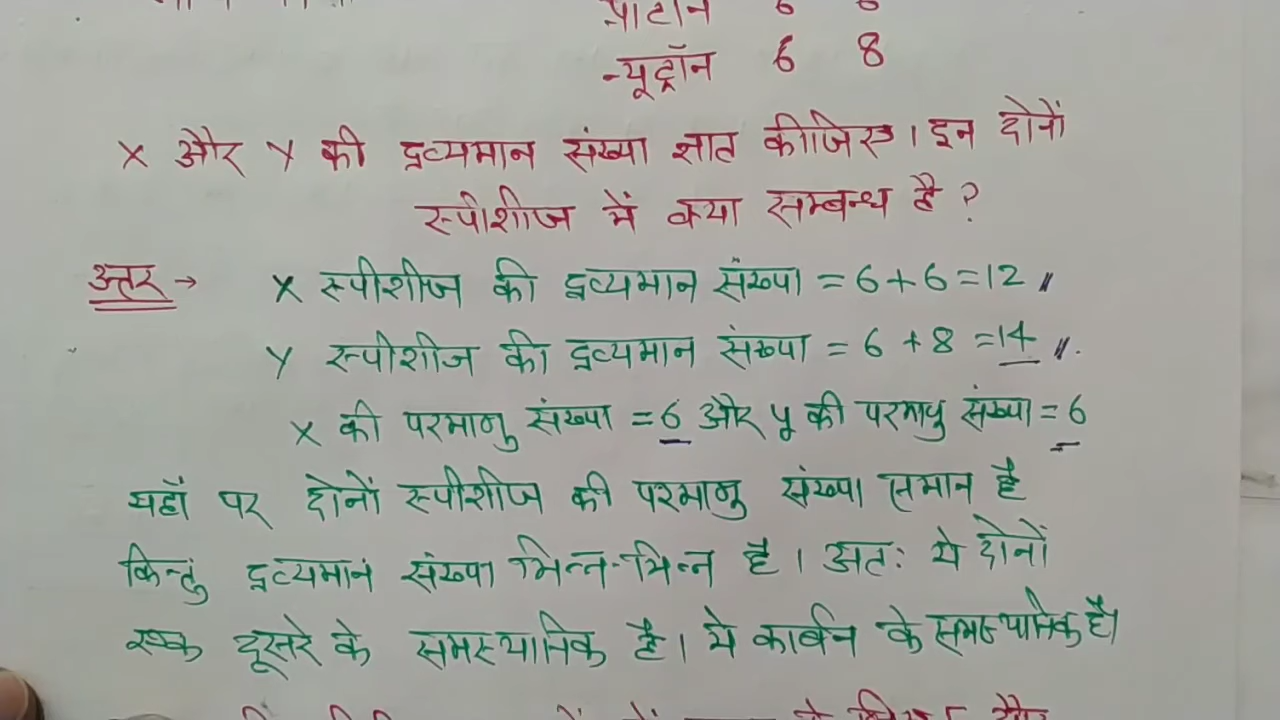 प्रोटॉन 6 6
न्यूट्रॉन 6 8
X और Y की द्रव्यमान संख्या ज्ञात कीजिए। इन दोनों
स्पीशीज में क्या सम्बन्ध है ?
उत्तर → X स्पीशीज की द्रव्यमान संख्या = 6 + 6 = 12 〃
Y स्पीशीज की द्रव्यमान संख्या = 6 + 8 = 14 〃.
X की परमाणु संख्या = 6 और y की परमाणु संख्या = 6
यहाँ पर दोनों स्पीशीज की परमाणु संख्या समान है
किन्तु द्रव्यमान संख्या भिन्न-भिन्न है। अतः ये दोनों
एक दूसरे के समस्थानिक है। ये कार्बन के समस्थानिक है।